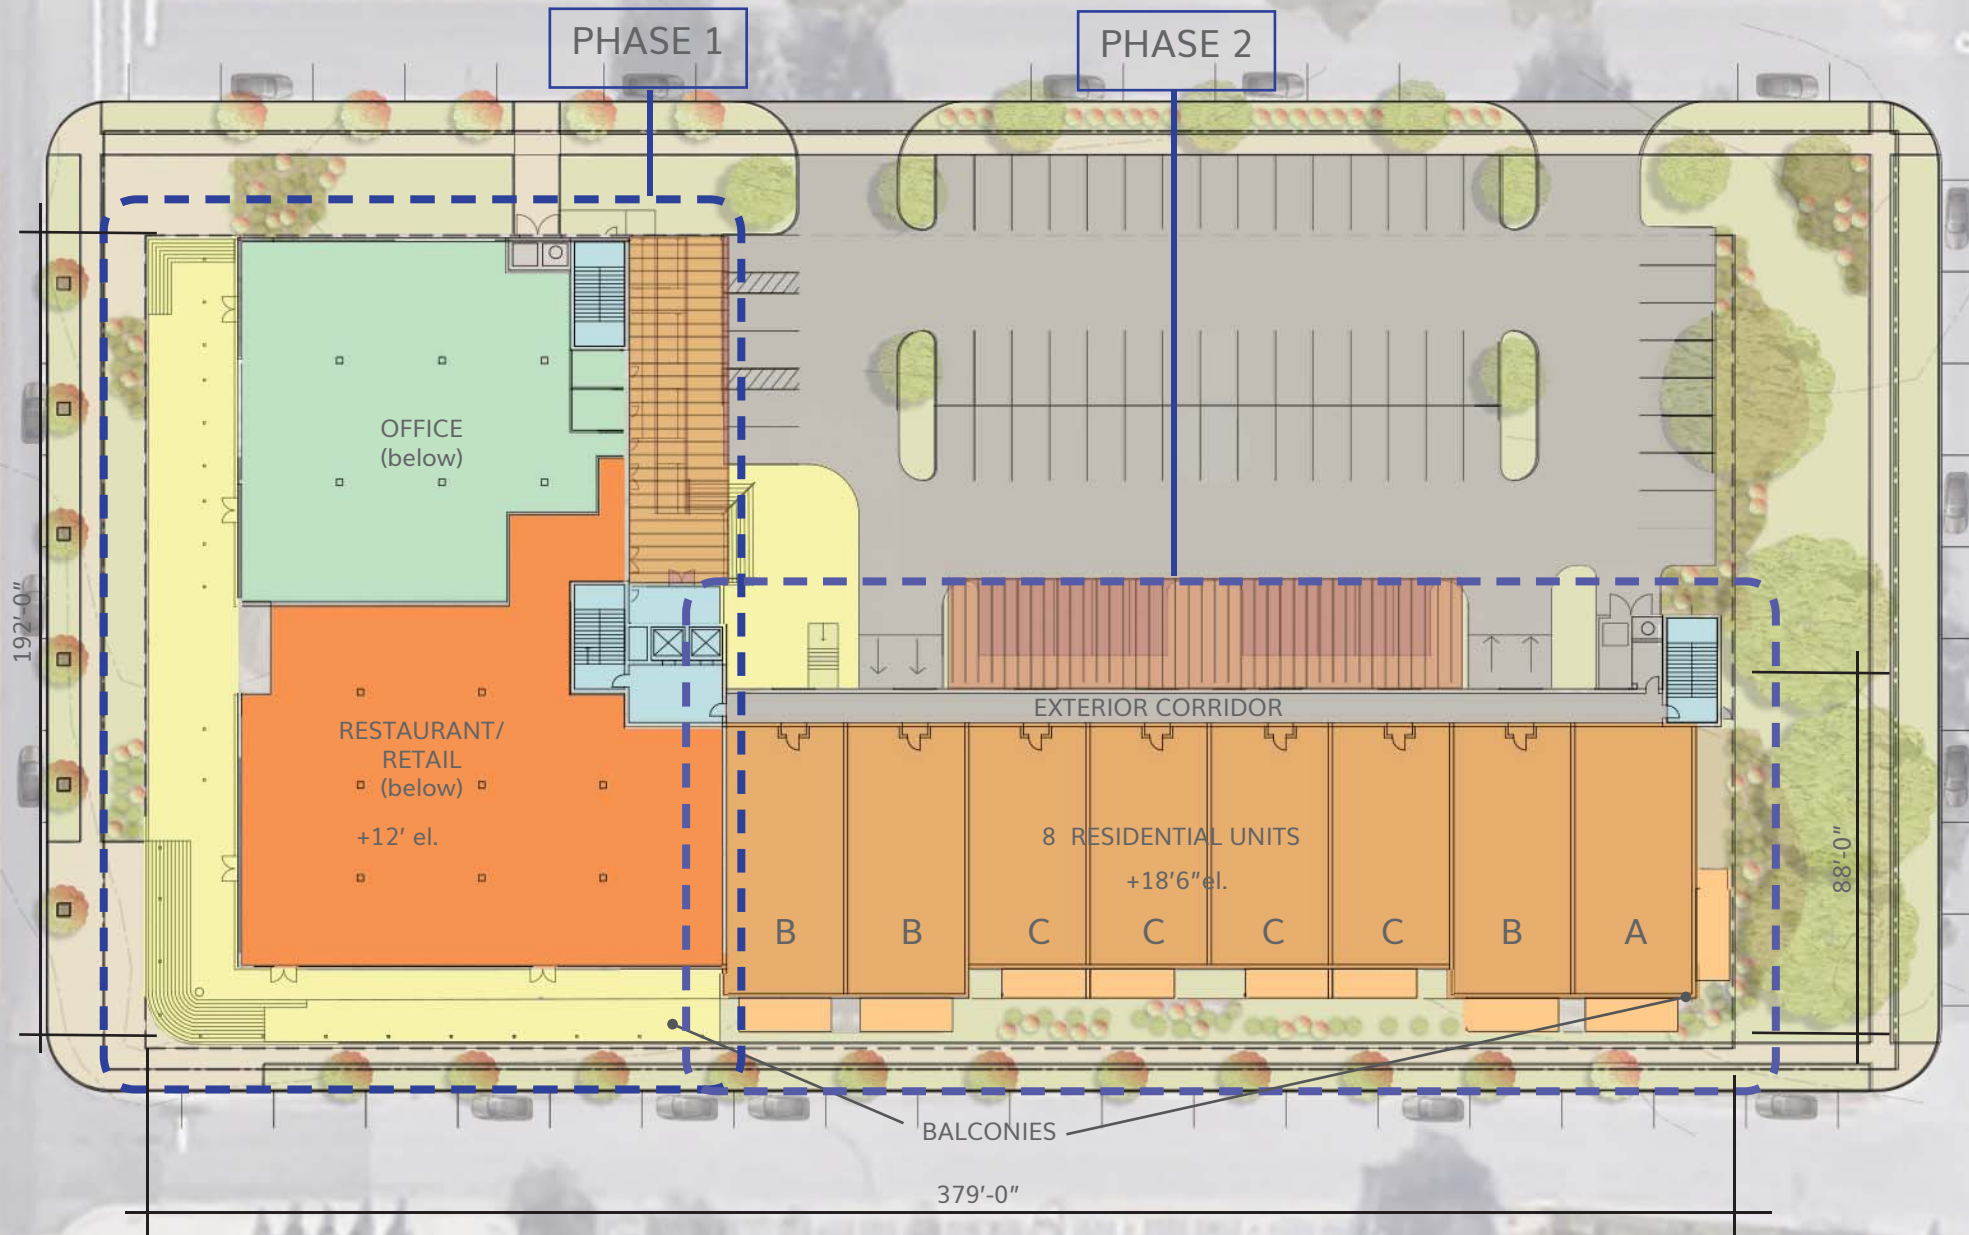 PHASE 1
PHASE 2
OFFICE
(below)
192'-0"
RESTAURANT/
RETAIL
(below)
+12' el.
EXTERIOR CORRIDOR
8 RESIDENTIAL UNITS
+18'6"el.
88'-0"
B B C C C C B A
BALCONIES
379'-0"